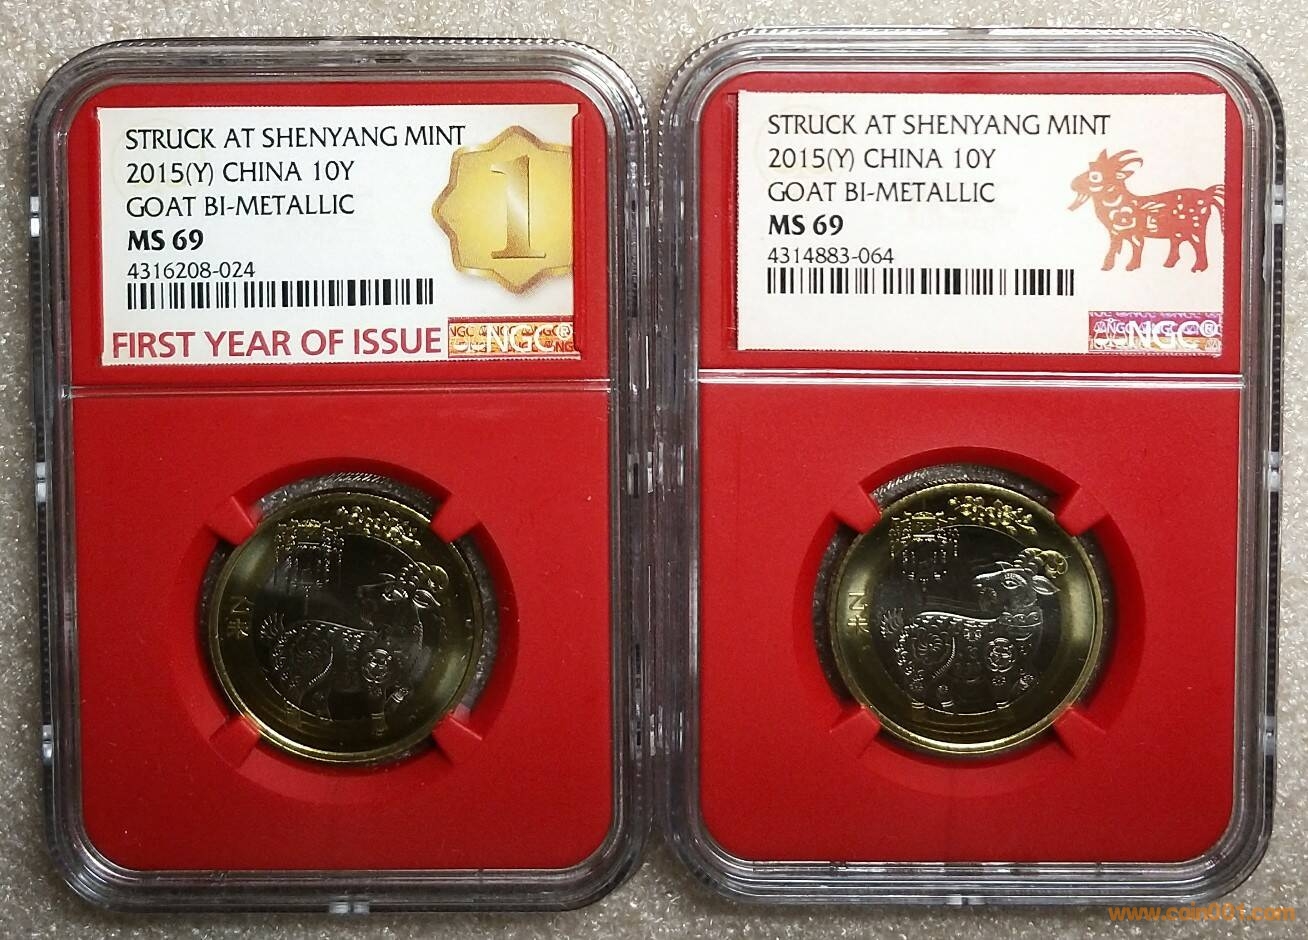 STRUCK AT SHENYANG MINT
2015(Y) CHINA 10Y
GOAT BI-METALLIC
MS 69
4316208-024
1
FIRST YEAR OF ISSUE
NGC®
乙未
STRUCK AT SHENYANG MINT
2015(Y) CHINA 10Y
GOAT BI-METALLIC
MS 69
4314883-064
NGC®
乙未
www.coin001.com